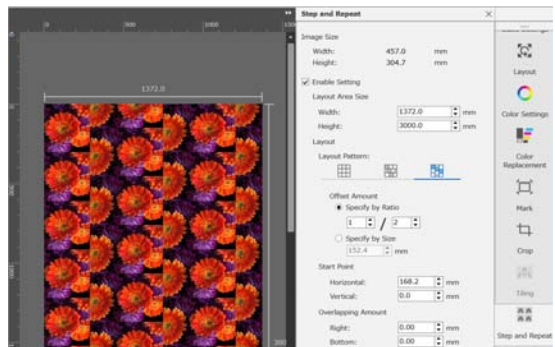 Step and Repeat
0
500
1000
1372.0
Image Size
Width: 457.0 mm
Height: 304.7 mm
Enable Setting
Layout Area Size
Width: 1372.0 mm
Height: 3000.0 mm
Layout
Layout Pattern:
Offset Amount
Specify by Ratio
1 / 2
Specify by Size
152.4 mm
Start Point
Horizontal: 168.2 mm
Vertical: 0.0 mm
Overlapping Amount
Right: 0.00 mm
Bottom: 0.00 mm
Layout
Color Settings
Color
Replacement
Mark
Crop
Tiling
Step and Repeat